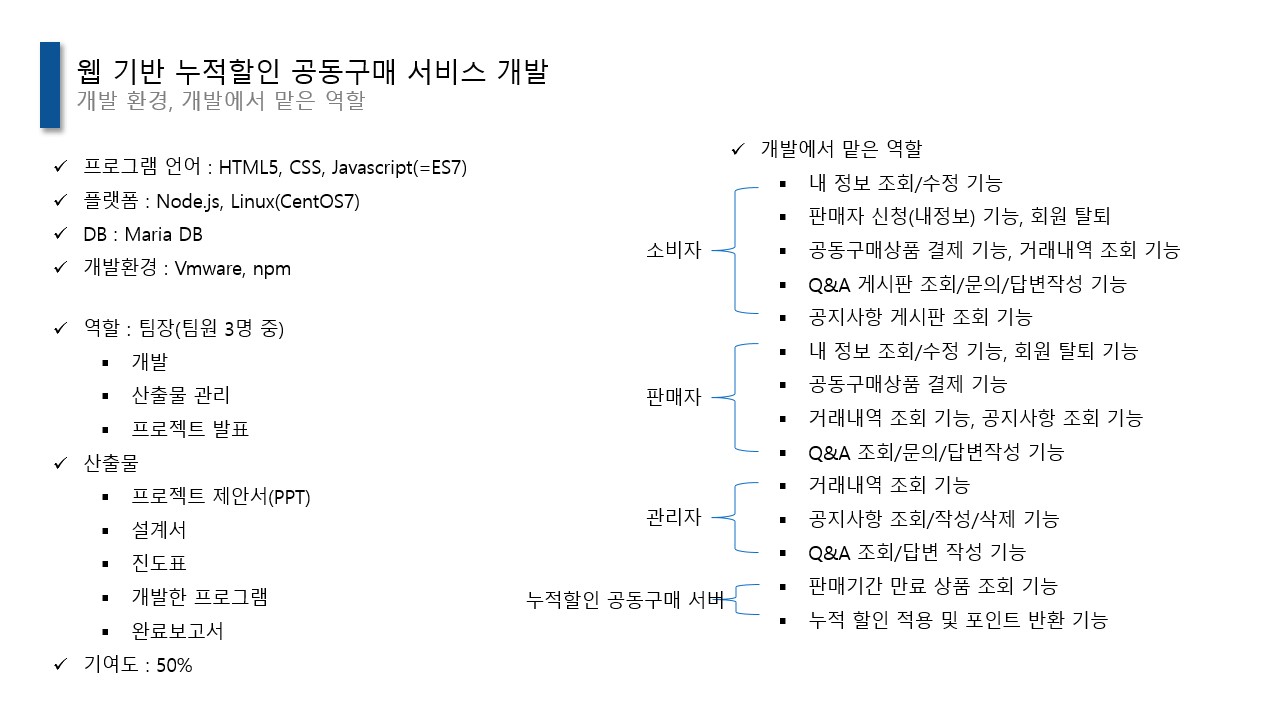 웹 기반 누적할인 공동구매 서비스 개발
개발 환경, 개발에서 맡은 역할
✓ 프로그램 언어 : HTML5, CSS, Javascript(=ES7)
✓ 플랫폼 : Node.js, Linux(CentOS7)
✓ DB : Maria DB
✓ 개발환경 : Vmware, npm
✓ 역할 : 팀장(팀원 3명 중)
▪ 개발
▪ 산출물 관리
▪ 프로젝트 발표
✓ 산출물
▪ 프로젝트 제안서(PPT)
▪ 설계서
▪ 진도표
▪ 개발한 프로그램
▪ 완료보고서
✓ 기여도 : 50%
✓ 개발에서 맡은 역할
소비자
▪ 내 정보 조회/수정 기능
▪ 판매자 신청(내정보) 기능, 회원 탈퇴
▪ 공동구매상품 결제 기능, 거래내역 조회 기능
▪ Q&A 게시판 조회/문의/답변작성 기능
▪ 공지사항 게시판 조회 기능
판매자
▪ 내 정보 조회/수정 기능, 회원 탈퇴 기능
▪ 공동구매상품 결제 기능
▪ 거래내역 조회 기능, 공지사항 조회 기능
▪ Q&A 조회/문의/답변작성 기능
관리자
▪ 거래내역 조회 기능
▪ 공지사항 조회/작성/삭제 기능
▪ Q&A 조회/답변 작성 기능
누적할인 공동구매 서버
▪ 판매기간 만료 상품 조회 기능
▪ 누적 할인 적용 및 포인트 반환 기능